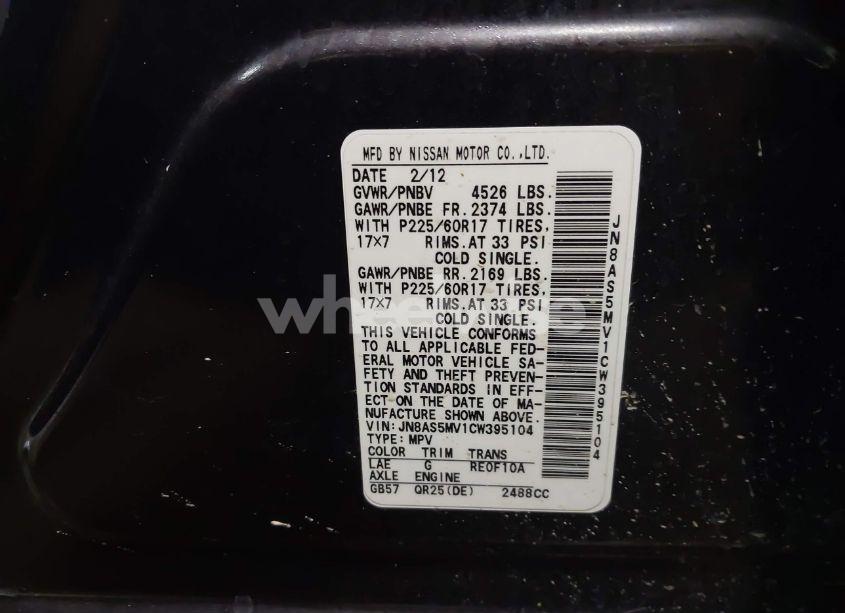 MFD BY NISSAN MOTOR CO.,LTD.
DATE 2/12
GVWR/PNBV 4526 LBS.
GAWR/PNBE FR. 2374 LBS.
WITH P225/60R17 TIRES,
17×7 RIMS.AT 33 PSI
COLD SINGLE.
GAWR/PNBE RR. 2169 LBS.
WITH P225/60R17 TIRES,
17×7 RIMS.AT 33 PSI
COLD SINGLE.
THIS VEHICLE CONFORMS
TO ALL APPLICABLE FED-
ERAL MOTOR VEHICLE SA-
FETY AND THEFT PREVEN-
TION STANDARDS IN EFF-
ECT ON THE DATE OF MA-
NUFACTURE SHOWN ABOVE.
VIN: JN8AS5MV1CW395104
TYPE: MPV
COLOR TRIM TRANS
LAE G RE0F10A
AXLE ENGINE
GB57 QR25(DE) 2488CC
JN8AS5MV1CW395104